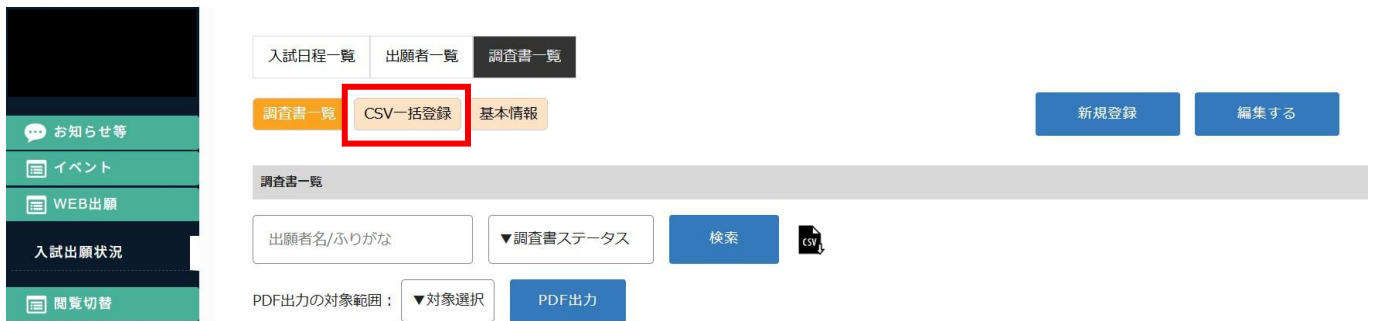 入試日程一覧 出願者一覧 調査書一覧
調査書一覧 CSV一括登録 基本情報 新規登録 編集する
お知らせ等
イベント
WEB出願
入試出願状況
閲覧切替
調査書一覧
出願者名/ふりがな ▼調査書ステータス 検索 CSV
PDF出力の対象範囲： ▼対象選択 PDF出力